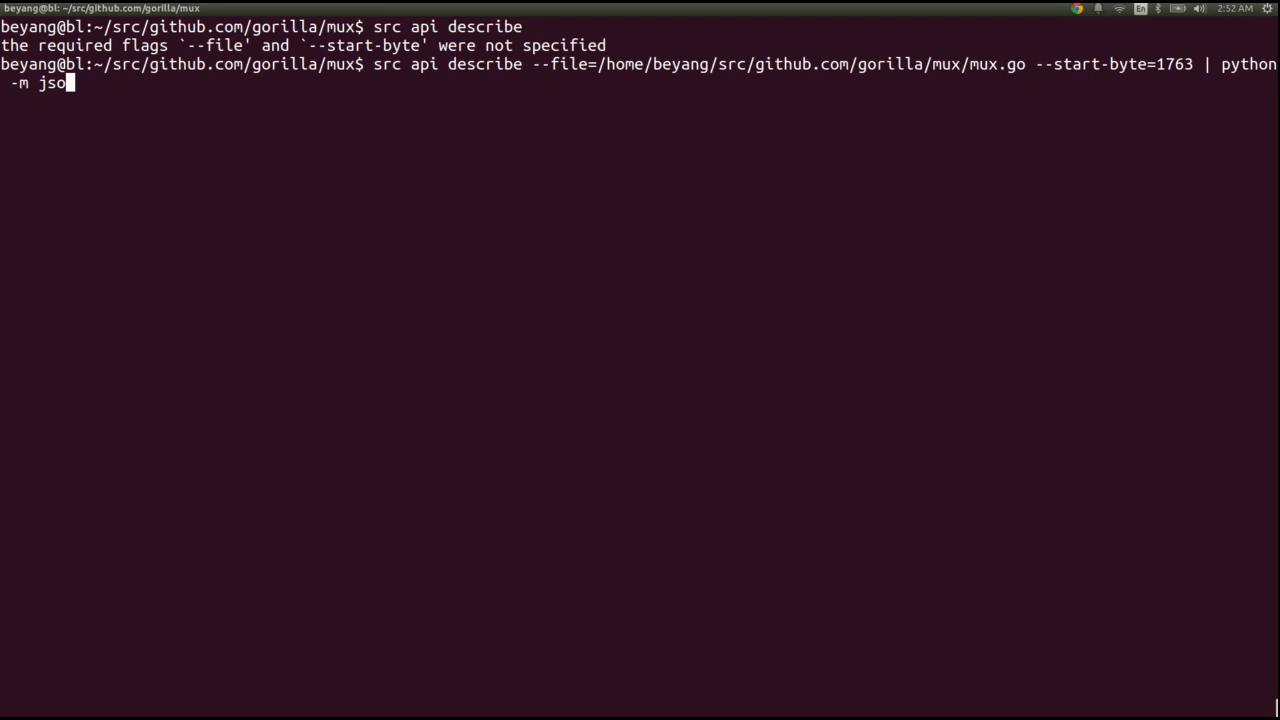 beyang@bl: ~/src/github.com/gorilla/mux
En
2:52 AM
beyang@bl:~/src/github.com/gorilla/mux$ src api describe
the required flags `--file' and `--start-byte' were not specified
beyang@bl:~/src/github.com/gorilla/mux$ src api describe --file=/home/beyang/src/github.com/gorilla/mux/mux.go --start-byte=1763 | python
-m jso